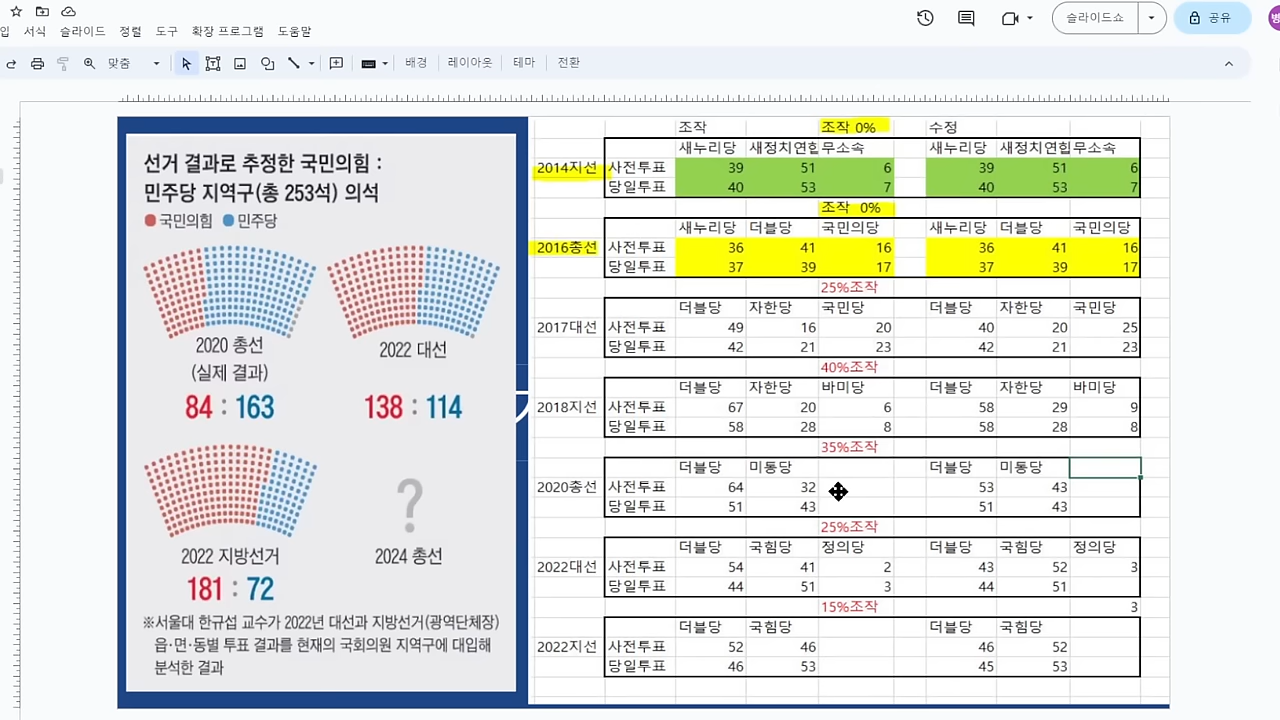 입 서식 슬라이드 정렬 도구 확장 프로그램 도움말
슬라이드쇼
공유
맞춤
배경 레이아웃 테마 전환
선거 결과로 추정한 국민의힘 :
민주당 지역구(총 253석) 의석
국민의힘 민주당
2020 총선
(실제 결과)
84 : 163
2022 대선
138 : 114
2022 지방선거
181 : 72
?
2024 총선
※서울대 한규섭 교수가 2022년 대선과 지방선거(광역단체장)
읍·면·동별 투표 결과를 현재의 국회의원 지역구에 대입해
분석한 결과
조작 조작 0% 수정
새누리당 새정치연합 무소속 새누리당 새정치연합 무소속
2014지선 사전투표 39 51 6 39 51 6
당일투표 40 53 7 40 53 7
조작 0%
새누리당 더블당 국민의당 새누리당 더블당 국민의당
2016총선 사전투표 36 41 16 36 41 16
당일투표 37 39 17 37 39 17
25%조작
더블당 자한당 국민당 더블당 자한당 국민당
2017대선 사전투표 49 16 20 40 20 25
당일투표 42 21 23 42 21 23
40%조작
더블당 자한당 바미당 더블당 자한당 바미당
2018지선 사전투표 67 20 6 58 29 9
당일투표 58 28 8 58 28 8
35%조작
더블당 미통당 더블당 미통당
2020총선 사전투표 64 32 53 43
당일투표 51 43 51 43
25%조작
더블당 국힘당 정의당 더블당 국힘당 정의당
2022대선 사전투표 54 41 2 43 52 3
당일투표 44 51 3 44 51
15%조작 3
더블당 국힘당 더블당 국힘당
2022지선 사전투표 52 46 46 52
당일투표 46 53 45 53